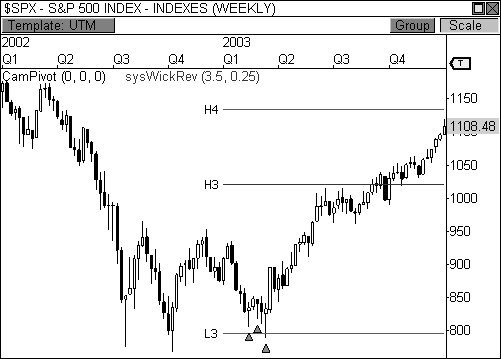 $SPX - S&P 500 INDEX - INDEXES (WEEKLY)
Template: UTM Group Scale
2002 2003
Q1 Q2 Q3 Q4 Q1 Q2 Q3 Q4 T
CamPivot (0, 0, 0) sysWickRev (3.5, 0.25)
H4
1150
1108.48
1050
H3
1000
950
900
850
800
L3